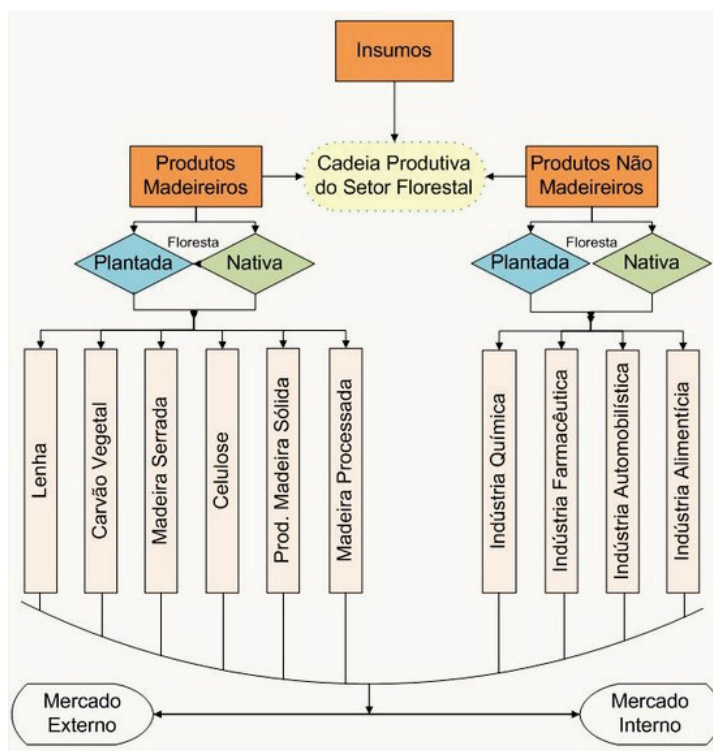 Insumos
Produtos
Madeireiros
Cadeia Produtiva
do Setor Florestal
Produtos Não
Madeireiros
Floresta
Plantada
Nativa
Floresta
Plantada
Nativa
Lenha
Carvão Vegetal
Madeira Serrada
Celulose
Prod. Madeira Sólida
Madeira Processada
Indústria Química
Indústria Farmacêutica
Indústria Automobilística
Indústria Alimentícia
Mercado
Externo
Mercado
Interno